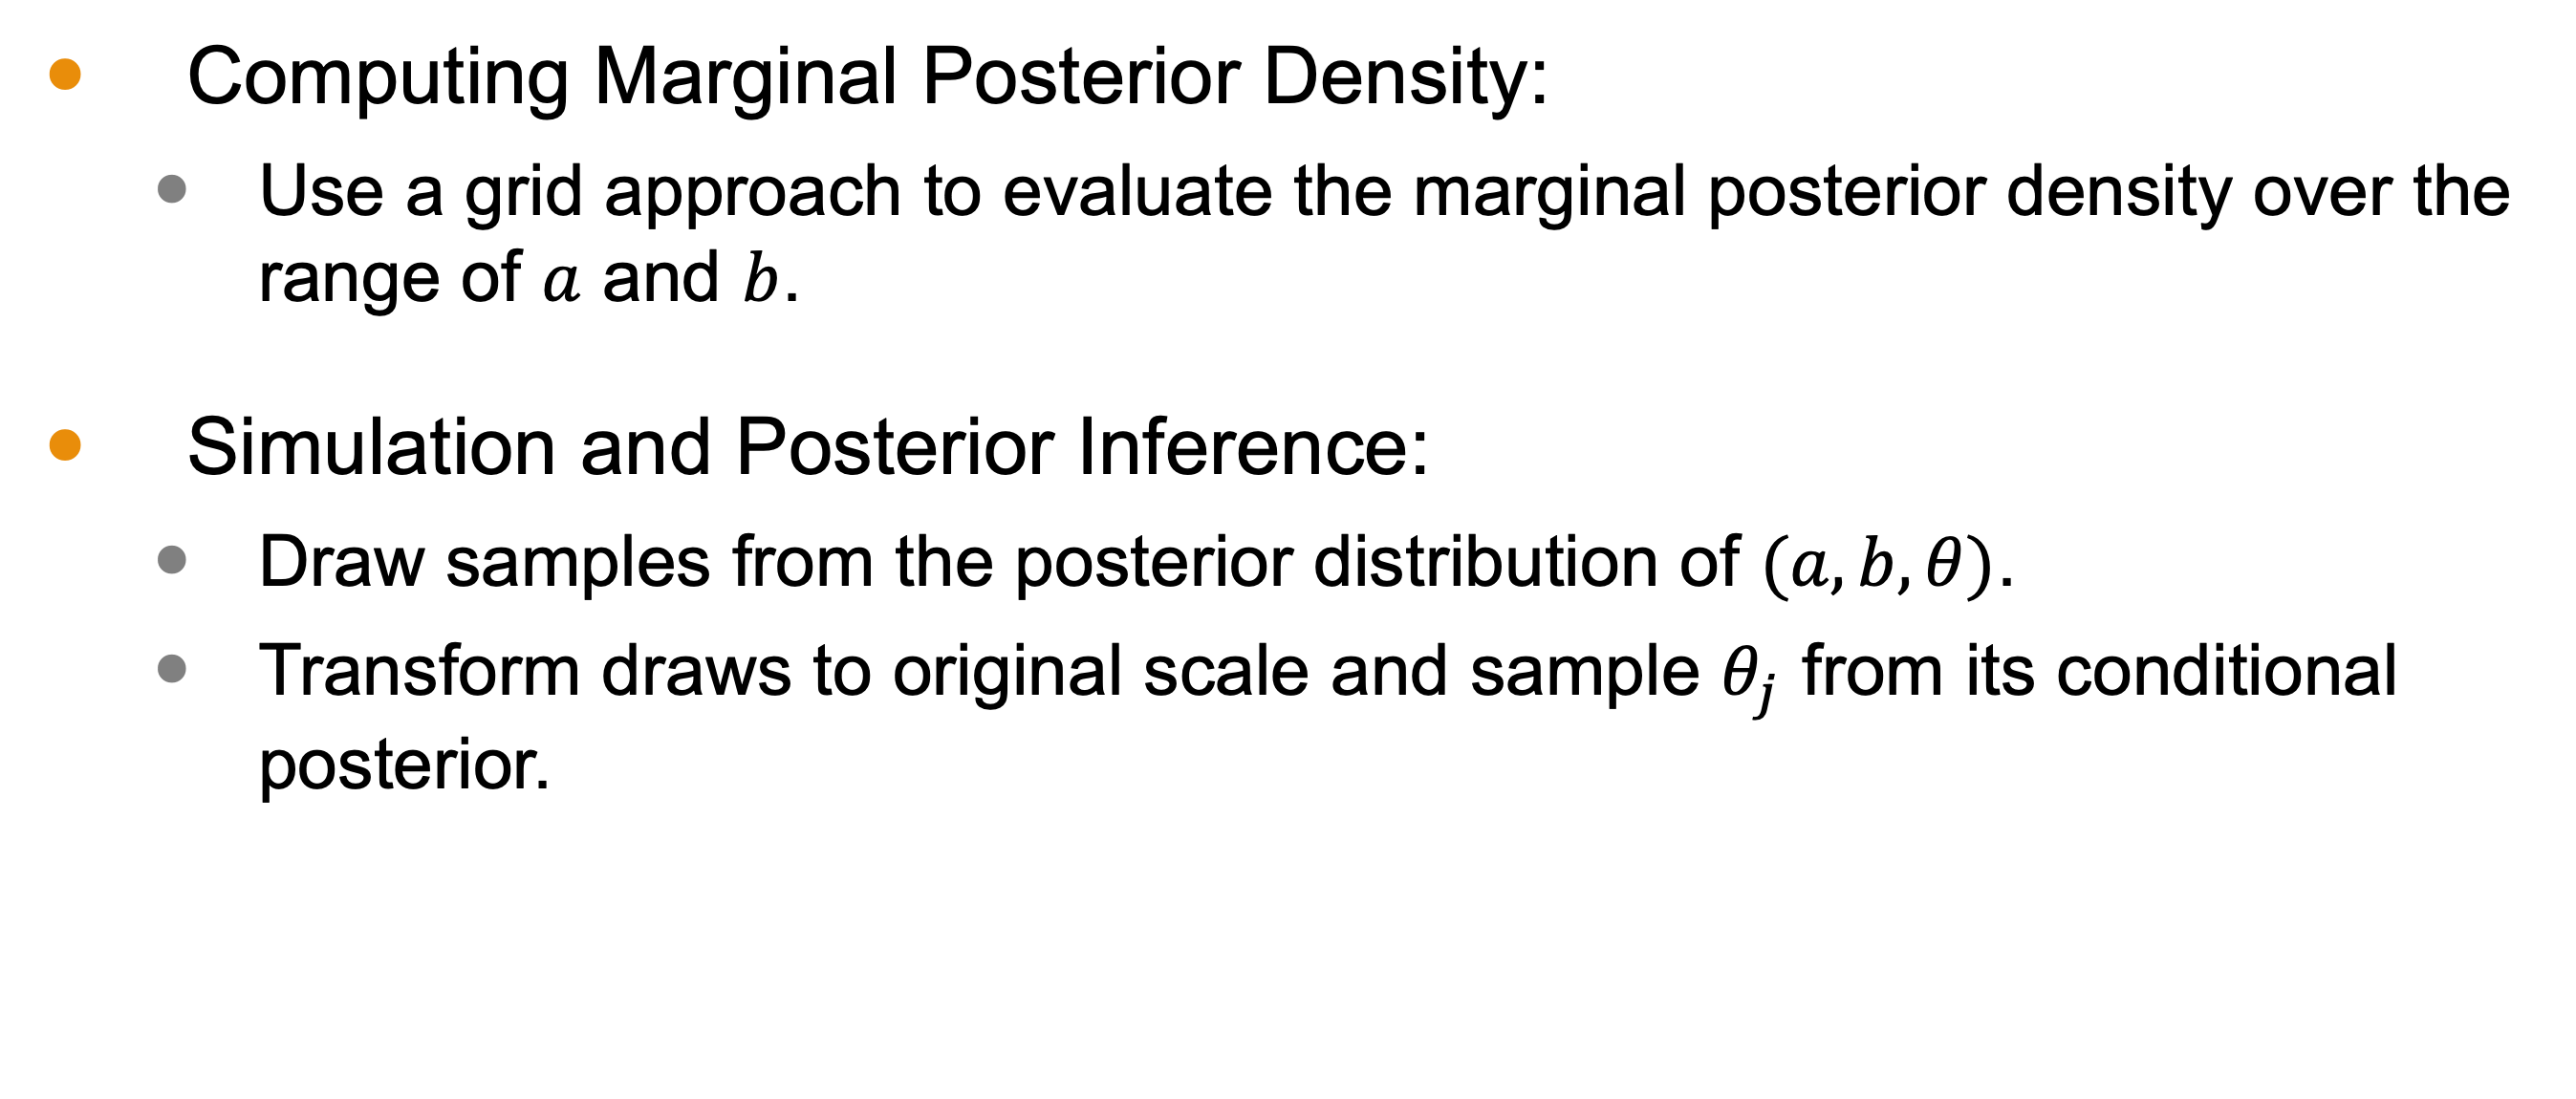 • Computing Marginal Posterior Density:
• Use a grid approach to evaluate the marginal posterior density over the
range of 𝑎 and 𝑏.
• Simulation and Posterior Inference:
• Draw samples from the posterior distribution of (𝑎, 𝑏, 𝜃).
• Transform draws to original scale and sample 𝜃ⱼ from its conditional
posterior.